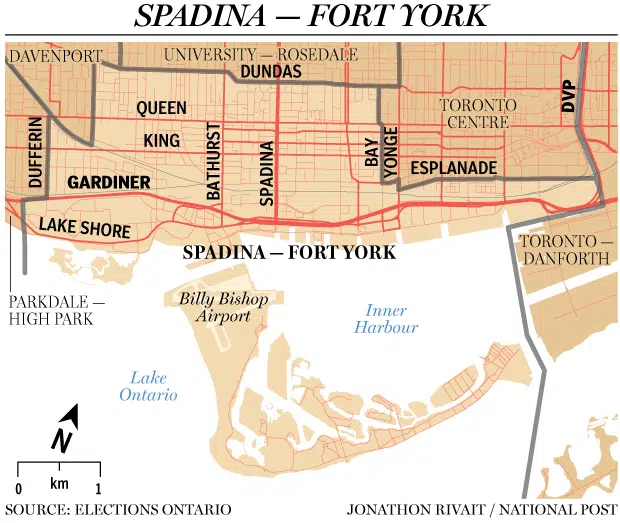 SPADINA — FORT YORK
DAVENPORT
UNIVERSITY — ROSEDALE
DUNDAS
QUEEN
KING
DUFFERIN
GARDINER
BATHURST
SPADINA
BAY
YONGE
TORONTO
CENTRE
DVP
ESPLANADE
LAKE SHORE
SPADINA — FORT YORK
TORONTO —
DANFORTH
PARKDALE —
HIGH PARK
Billy Bishop
Airport
Inner
Harbour
Lake
Ontario
N
0 km 1
SOURCE: ELECTIONS ONTARIO
JONATHON RIVAIT / NATIONAL POST